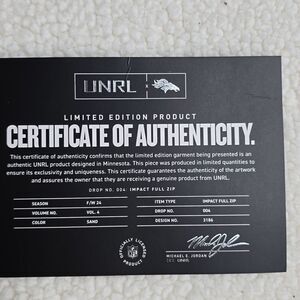 UNRL x
LIMITED EDITION PRODUCT
CERTIFICATE OF AUTHENTICITY.
This certificate of authenticity confirms that the limited edition garment being presented is an
authentic UNRL product designed in Minnesota. This piece was produced in limited quantities to
ensure its exclusivity and uniqueness. This certificate guarantees the authenticity of the artwork
and assures the owner that they are receiving a genuine product from UNRL.
DROP NO. 004: IMPACT FULL ZIP
SEASON F/W 24 ITEM TYPE IMPACT FULL ZIP
VOLUME NO. VOL. 4 DROP NO. 004
COLOR SAND DESIGN NO. 3186
OFFICIALLY LICENSED PRODUCT
NFL
MICHAEL E. JORDAN
CEO UNRL